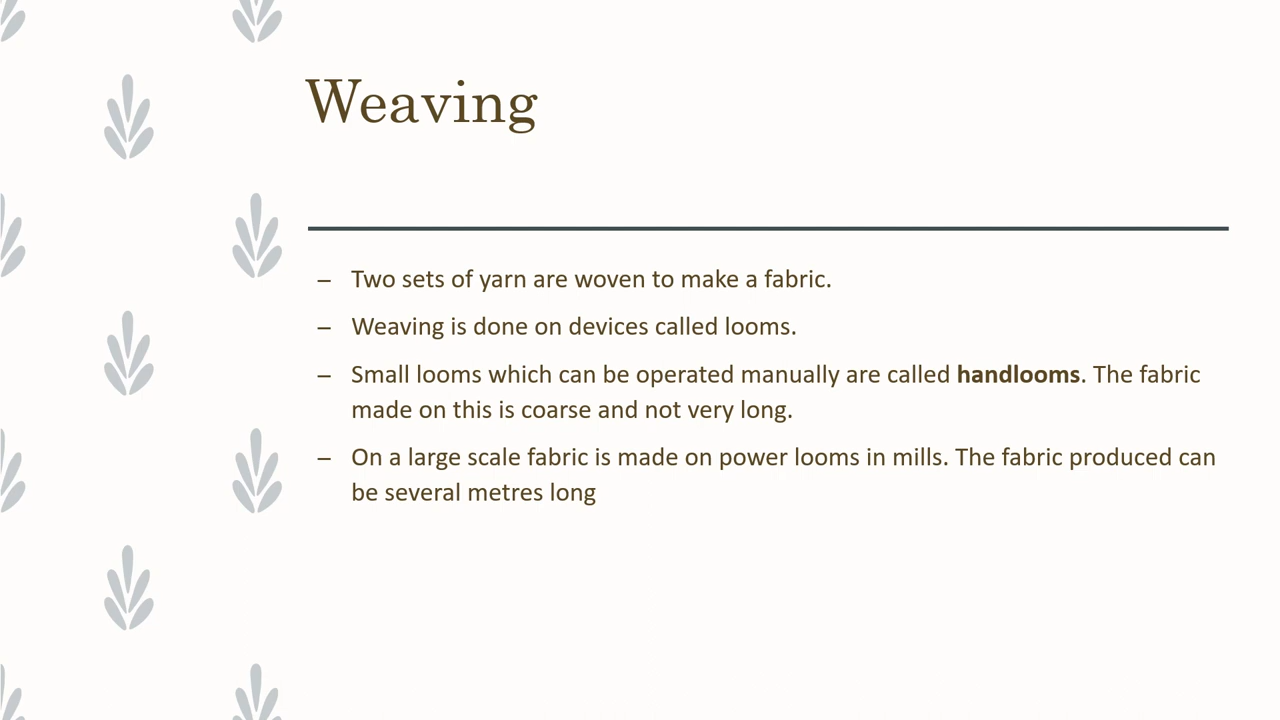 Weaving
– Two sets of yarn are woven to make a fabric.
– Weaving is done on devices called looms.
– Small looms which can be operated manually are called handlooms. The fabric
made on this is coarse and not very long.
– On a large scale fabric is made on power looms in mills. The fabric produced can
be several metres long